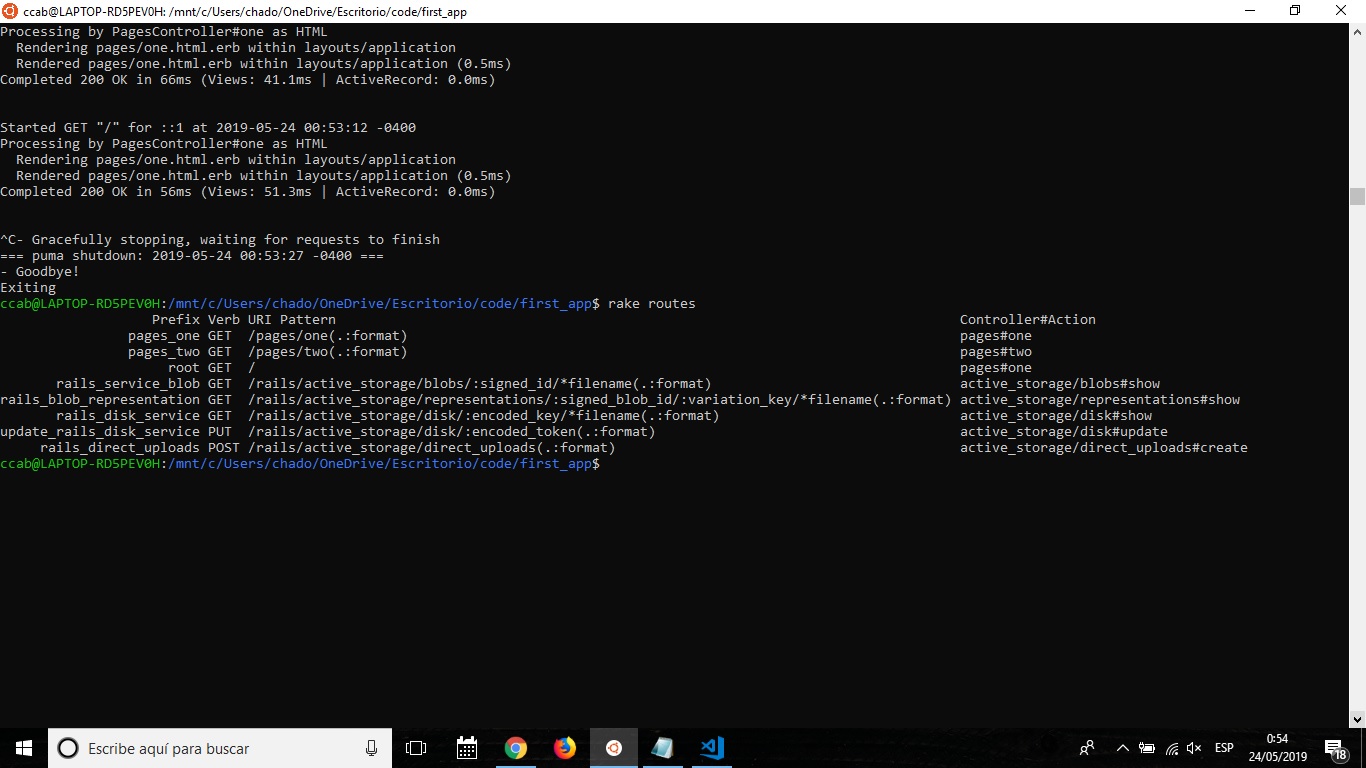 ccab@LAPTOP-RD5PEV0H: /mnt/c/Users/chado/OneDrive/Escritorio/code/first_app
Processing by PagesController#one as HTML
  Rendering pages/one.html.erb within layouts/application
  Rendered pages/one.html.erb within layouts/application (0.5ms)
Completed 200 OK in 66ms (Views: 41.1ms | ActiveRecord: 0.0ms)
Started GET "/" for ::1 at 2019-05-24 00:53:12 -0400
Processing by PagesController#one as HTML
  Rendering pages/one.html.erb within layouts/application
  Rendered pages/one.html.erb within layouts/application (0.5ms)
Completed 200 OK in 56ms (Views: 51.3ms | ActiveRecord: 0.0ms)
^C- Gracefully stopping, waiting for requests to finish
=== puma shutdown: 2019-05-24 00:53:27 -0400 ===
- Goodbye!
Exiting
ccab@LAPTOP-RD5PEV0H:/mnt/c/Users/chado/OneDrive/Escritorio/code/first_app$ rake routes
Prefix Verb URI Pattern Controller#Action
pages_one GET /pages/one(.:format) pages#one
pages_two GET /pages/two(.:format) pages#two
root GET / pages#one
rails_service_blob GET /rails/active_storage/blobs/:signed_id/*filename(.:format) active_storage/blobs#show
rails_blob_representation GET /rails/active_storage/representations/:signed_blob_id/:variation_key/*filename(.:format) active_storage/representations#show
rails_disk_service GET /rails/active_storage/disk/:encoded_key/*filename(.:format) active_storage/disk#show
update_rails_disk_service PUT /rails/active_storage/disk/:encoded_token(.:format) active_storage/disk#update
rails_direct_uploads POST /rails/active_storage/direct_uploads(.:format) active_storage/direct_uploads#create
ccab@LAPTOP-RD5PEV0H:/mnt/c/Users/chado/OneDrive/Escritorio/code/first_app$
Escribe aquí para buscar
ESP
0:54
24/05/2019
18